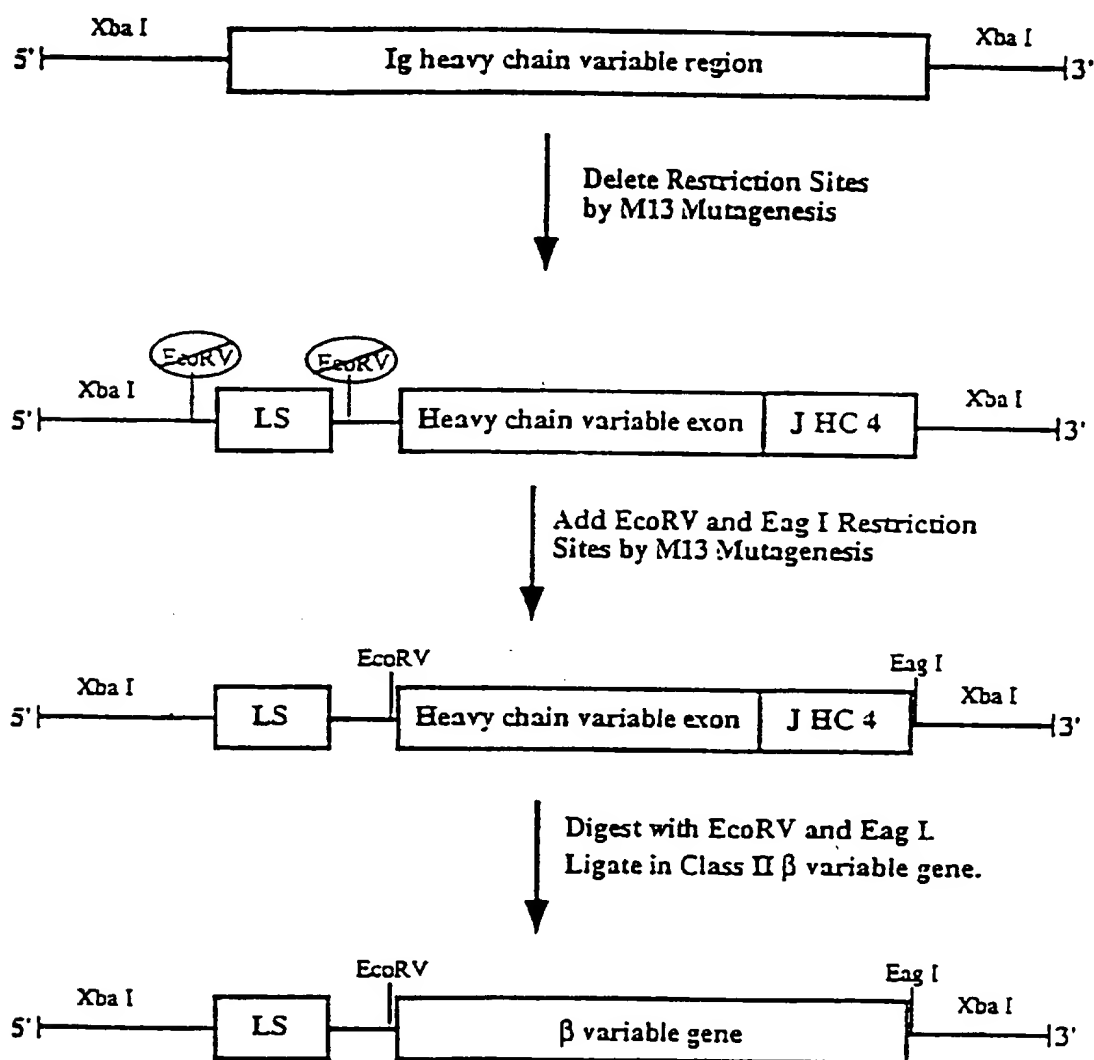 Xba I
Xba I
5'
Ig heavy chain variable region
3'
Delete Restriction Sites
by M13 Mutagenesis
EcoRV
EcoRV
Xba I
Xba I
5'
LS
Heavy chain variable exon
J HC 4
3'
Add EcoRV and Eag I Restriction
Sites by M13 Mutagenesis
EcoRV
Eag I
Xba I
Xba I
5'
LS
Heavy chain variable exon
J HC 4
3'
Digest with EcoRV and Eag I.
Ligate in Class II β variable gene.
EcoRV
Eag I
Xba I
Xba I
5'
LS
β variable gene
3'